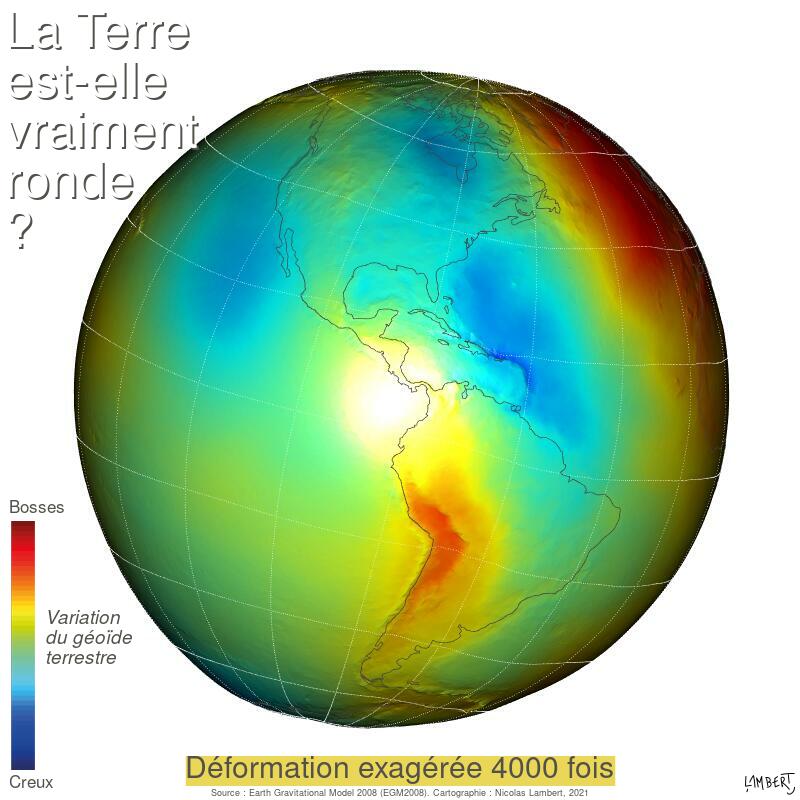 La Terre
est-elle
vraiment
ronde
?
Bosses
Variation
du géoïde
terrestre
Creux
Déformation exagérée 4000 fois
Source : Earth Gravitational Model 2008 (EGM2008). Cartographie : Nicolas Lambert, 2021
LAMBERT